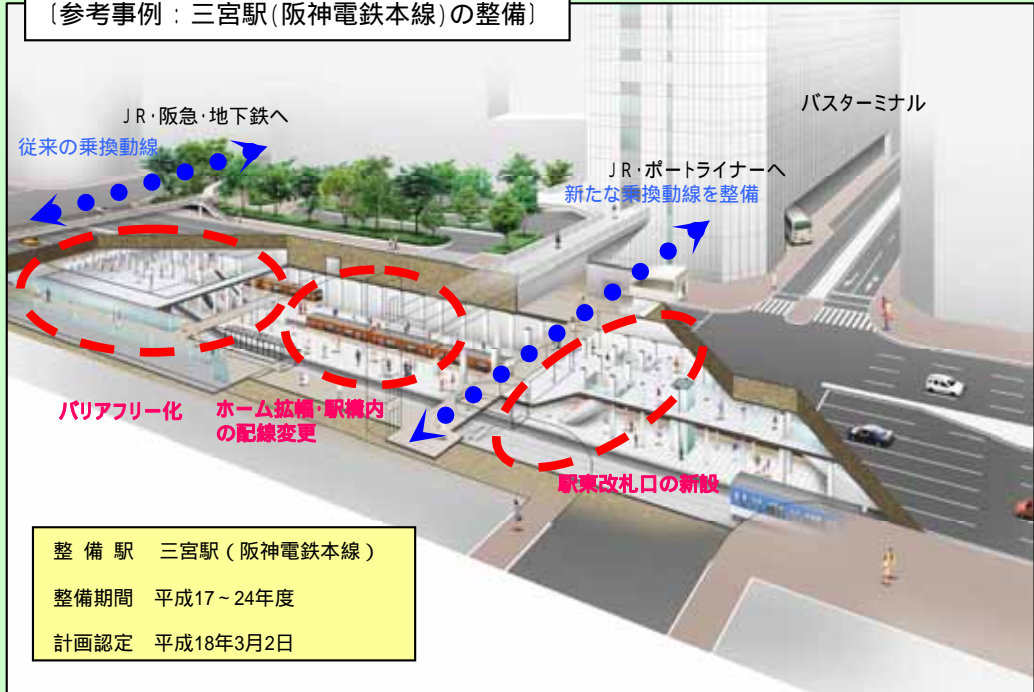 〔参考事例：三宮駅(阪神電鉄本線)の整備〕
JR・阪急・地下鉄へ
従来の乗換動線
バスターミナル
JR・ポートライナーへ
新たな乗換動線を整備
バリアフリー化
ホーム拡幅・駅構内
の配線変更
駅東改札口の新設
整備駅 三宮駅（阪神電鉄本線）
整備期間 平成17～24年度
計画認定 平成18年3月2日